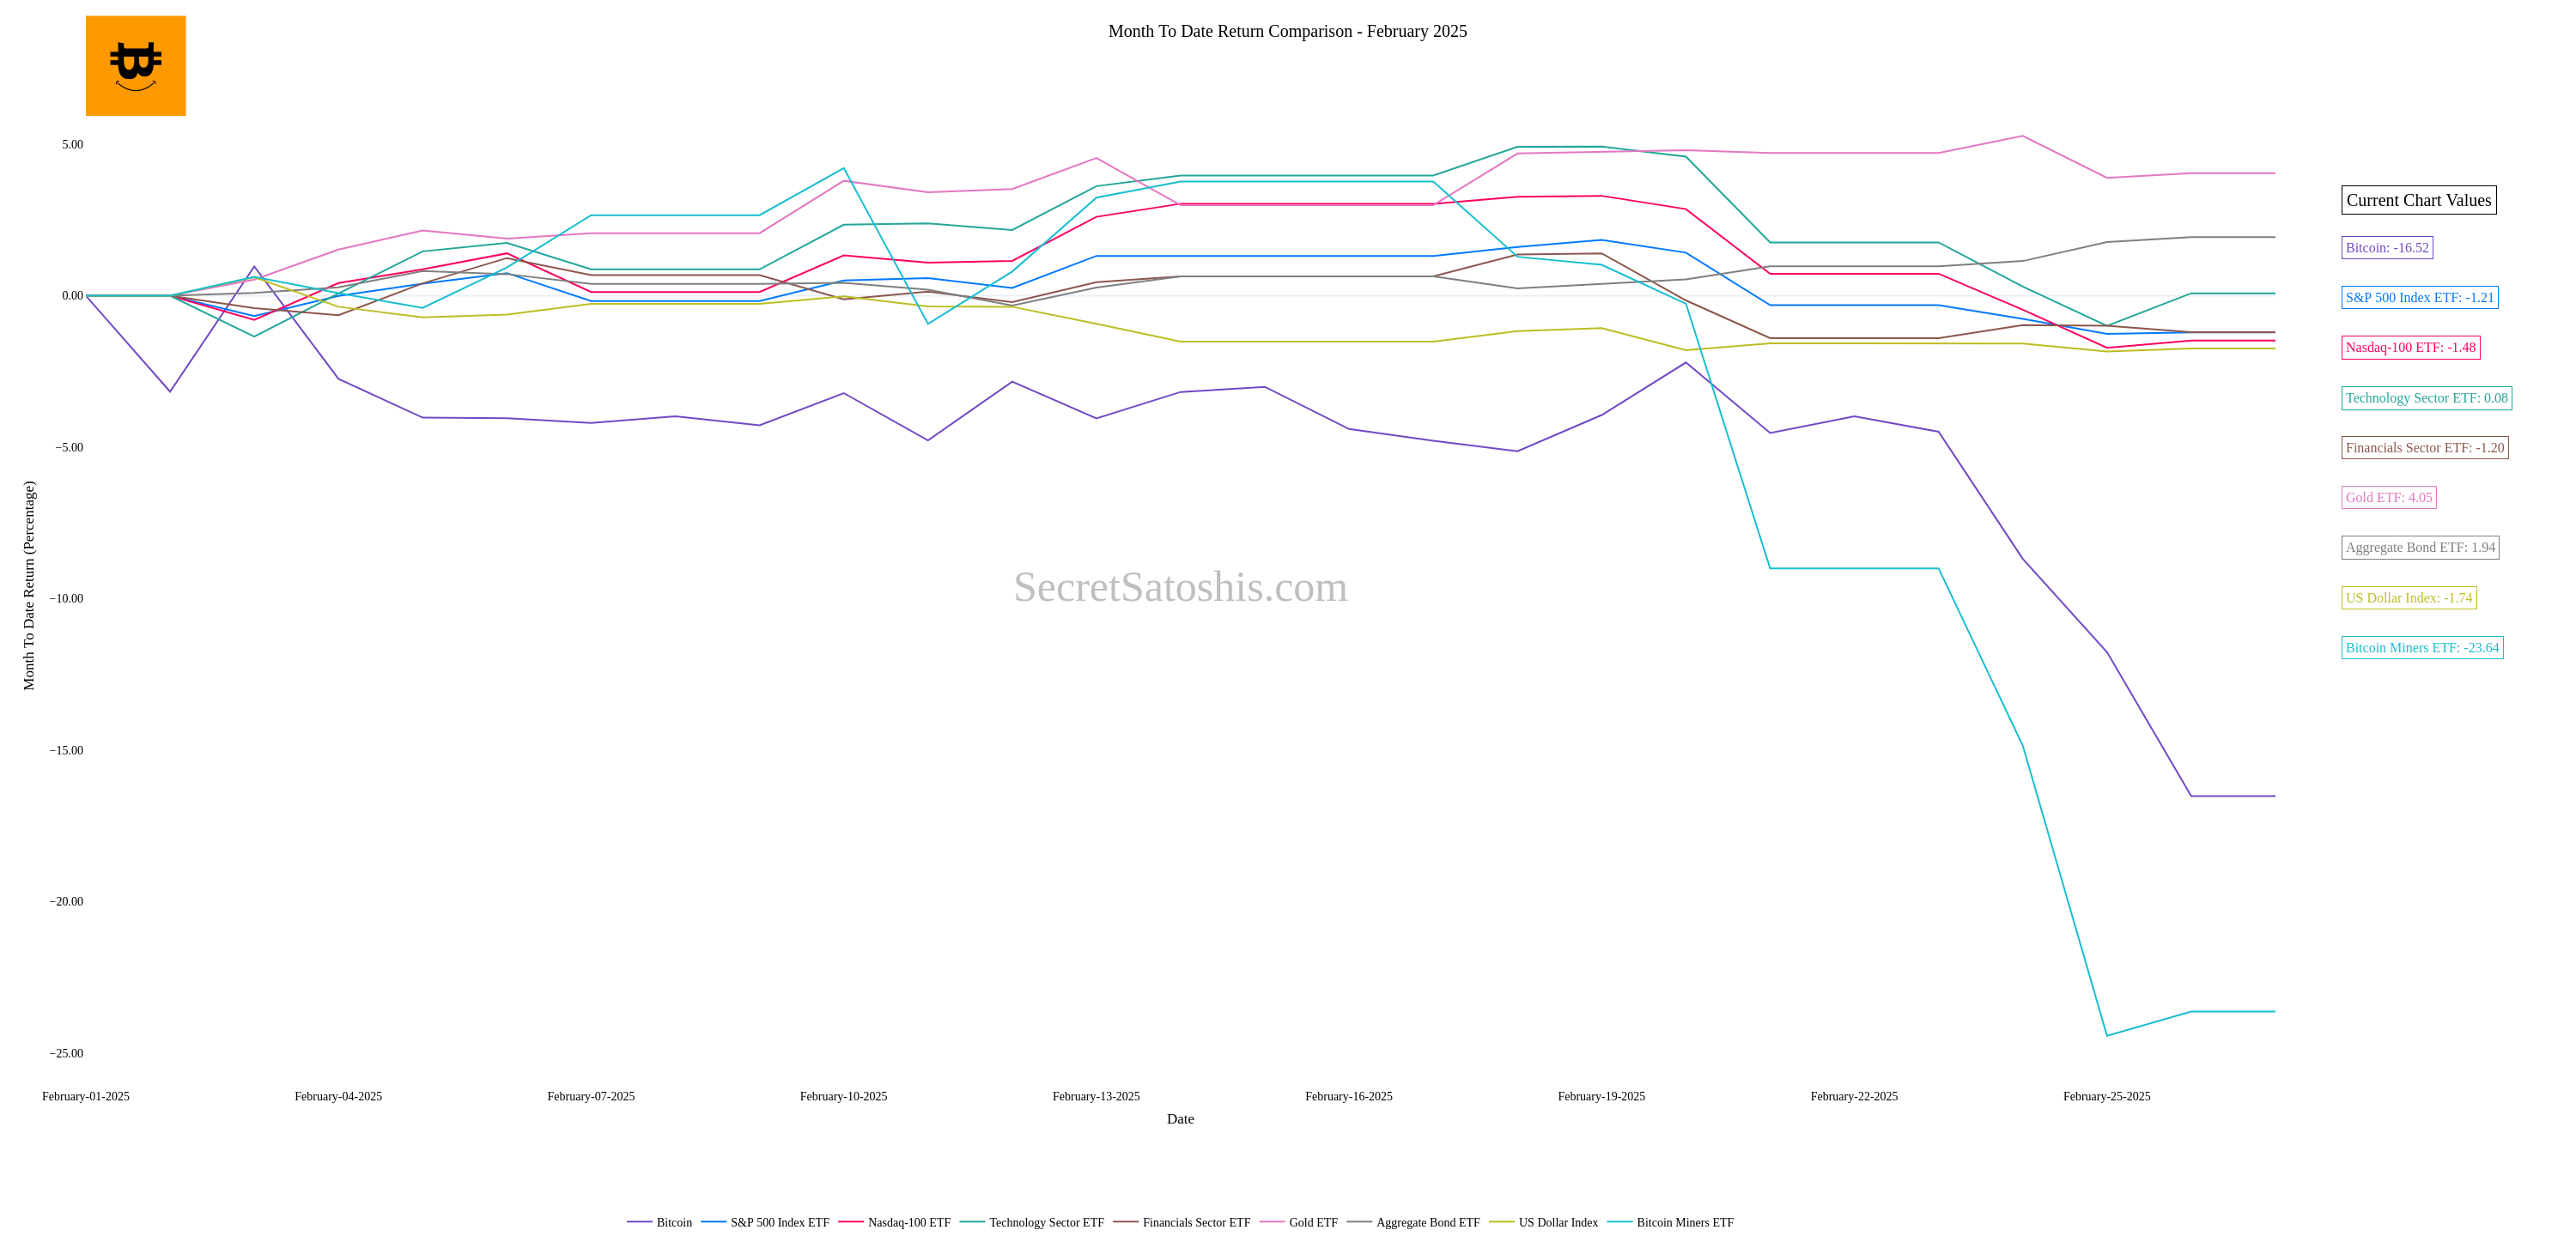 Month To Date Return Comparison - February 2025
5.00
0.00
−5.00
−10.00
−15.00
−20.00
−25.00
Month To Date Return (Percentage)
SecretSatoshis.com
Current Chart Values
Bitcoin: -16.52
S&P 500 Index ETF: -1.21
Nasdaq-100 ETF: -1.48
Technology Sector ETF: 0.08
Financials Sector ETF: -1.20
Gold ETF: 4.05
Aggregate Bond ETF: 1.94
US Dollar Index: -1.74
Bitcoin Miners ETF: -23.64
February-01-2025 February-04-2025 February-07-2025 February-10-2025 February-13-2025 February-16-2025 February-19-2025 February-22-2025 February-25-2025
Date
Bitcoin S&P 500 Index ETF Nasdaq-100 ETF Technology Sector ETF Financials Sector ETF Gold ETF Aggregate Bond ETF US Dollar Index Bitcoin Miners ETF